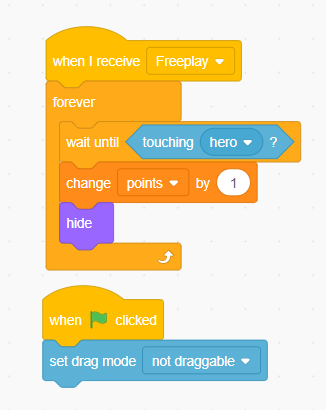 when I receive Freeplay
forever
wait until touching hero ?
change points by 1
hide
when clicked
set drag mode not draggable